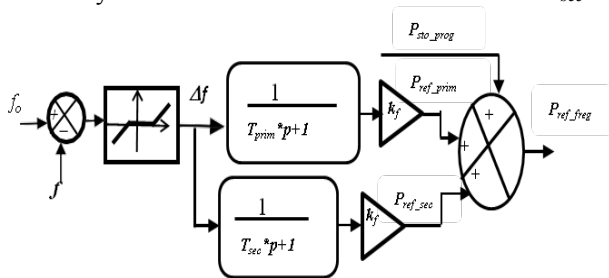 P_sto_prog
f_o
+
−
f
Δf
1
T_prim*p+1
k_f
P_ref_prim
+
+
+
P_ref_freq
1
T_sec*p+1
k_f
P_ref_sec